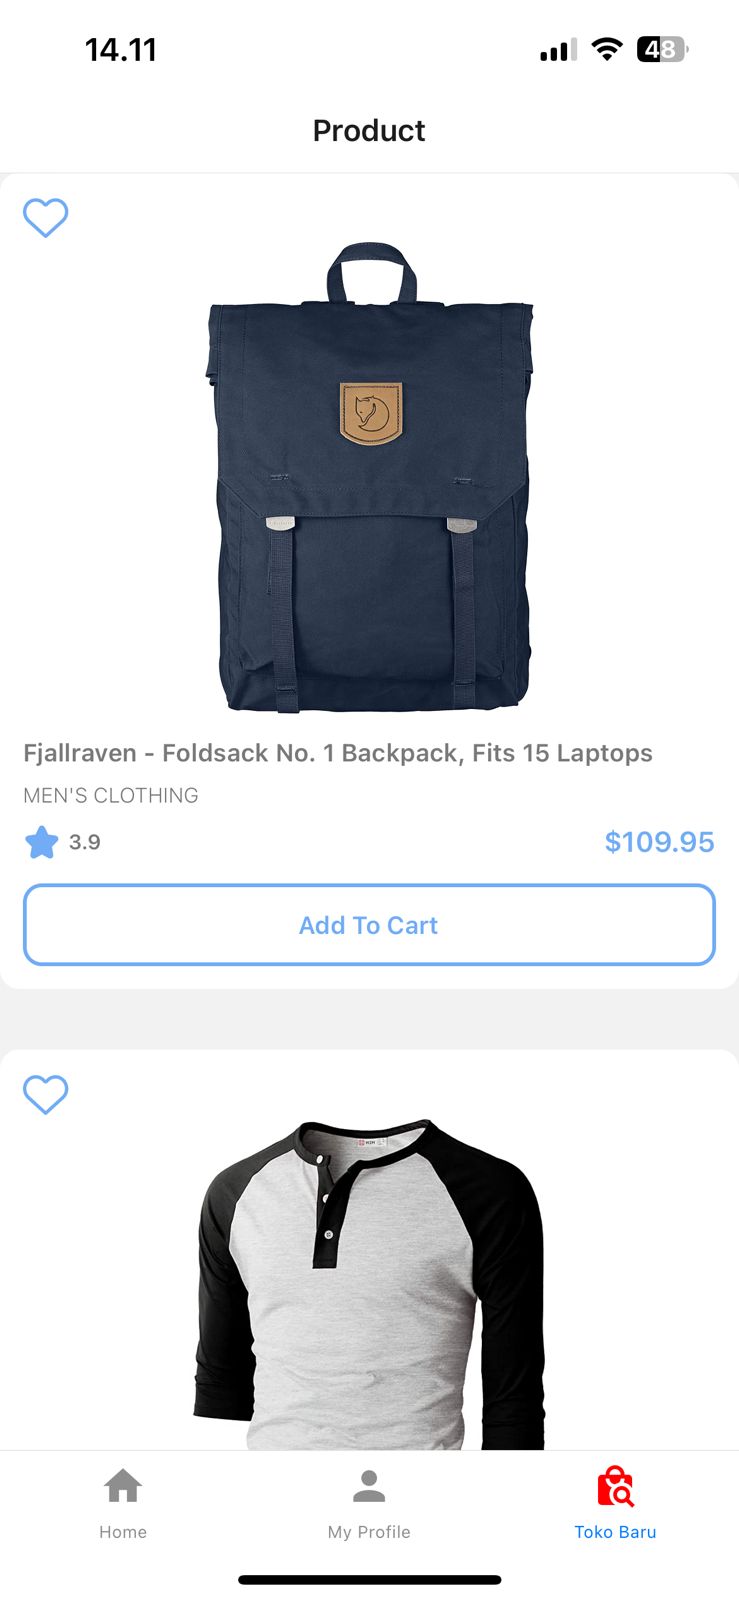 14.11
48
Product
Fjallraven - Foldsack No. 1 Backpack, Fits 15 Laptops
MEN'S CLOTHING
3.9
$109.95
Add To Cart
Home
My Profile
Toko Baru